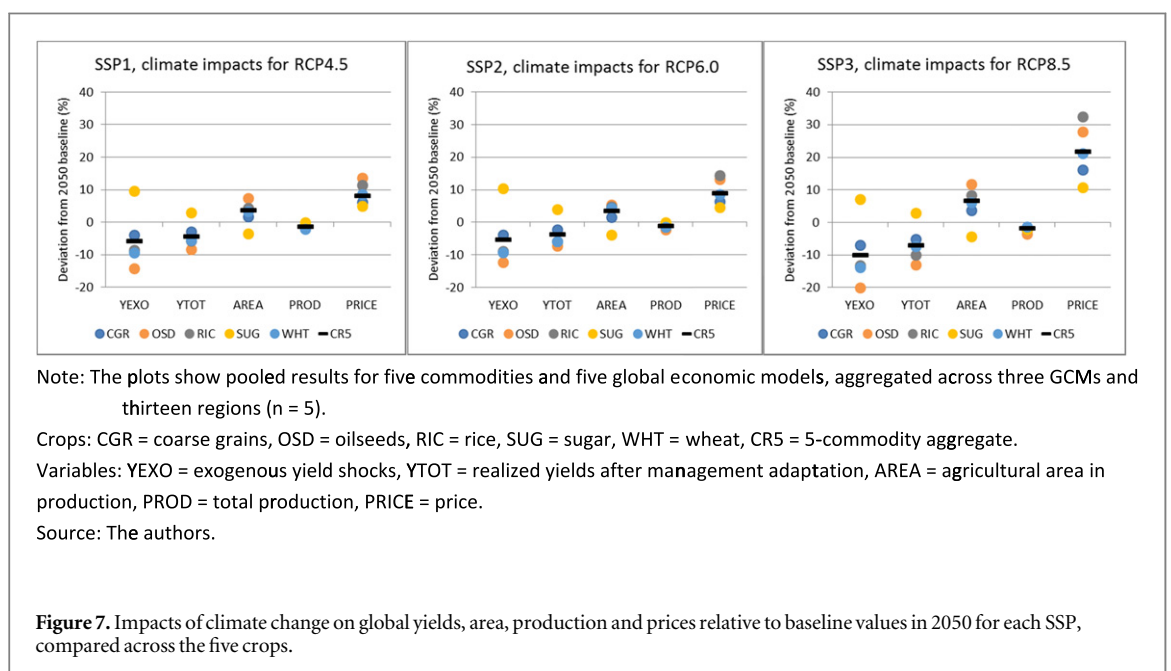 SSP1, climate impacts for RCP4.5
Deviation from 2050 baseline (%)
40
30
20
10
0
-10
-20
YEXO YTOT AREA PROD PRICE
CGR OSD RIC SUG WHT CR5
SSP2, climate impacts for RCP6.0
Deviation from 2050 baseline (%)
40
30
20
10
0
-10
-20
YEXO YTOT AREA PROD PRICE
CGR OSD RIC SUG WHT CR5
SSP3, climate impacts for RCP8.5
Deviation from 2050 baseline (%)
40
30
20
10
0
-10
-20
YEXO YTOT AREA PROD PRICE
CGR OSD RIC SUG WHT CR5
Note: The plots show pooled results for five commodities and five global economic models, aggregated across three GCMs and
thirteen regions (n = 5).
Crops: CGR = coarse grains, OSD = oilseeds, RIC = rice, SUG = sugar, WHT = wheat, CR5 = 5-commodity aggregate.
Variables: YEXO = exogenous yield shocks, YTOT = realized yields after management adaptation, AREA = agricultural area in
production, PROD = total production, PRICE = price.
Source: The authors.
Figure 7. Impacts of climate change on global yields, area, production and prices relative to baseline values in 2050 for each SSP,
compared across the five crops.